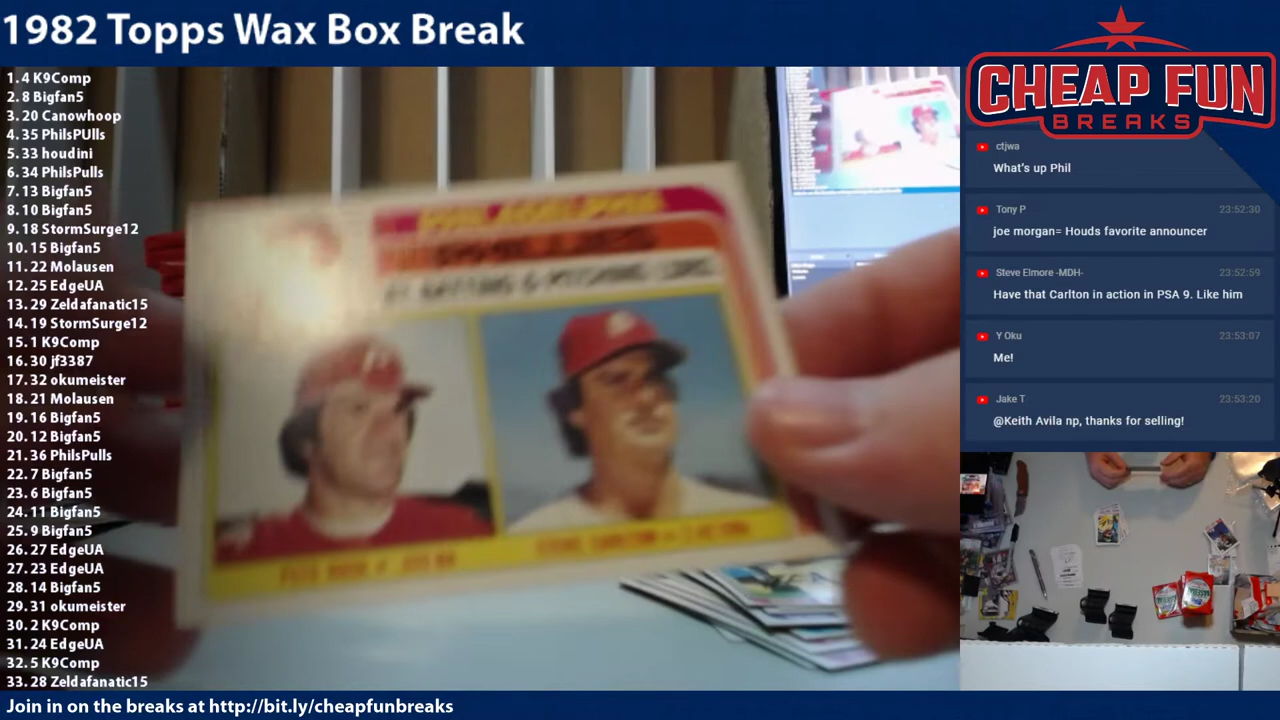 1982 Topps Wax Box Break
1. 4 K9Comp
2. 8 Bigfan5
3. 20 Canowhoop
4. 35 PhilsPUlls
5. 33 houdini
6. 34 PhilsPulls
7. 13 Bigfan5
8. 10 Bigfan5
9. 18 StormSurge12
10. 15 Bigfan5
11. 22 Molausen
12. 25 EdgeUA
13. 29 Zeldafanatic15
14. 19 StormSurge12
15. 1 K9Comp
16. 30 jf3387
17. 32 okumeister
18. 21 Molausen
19. 16 Bigfan5
20. 12 Bigfan5
21. 36 PhilsPulls
22. 7 Bigfan5
23. 6 Bigfan5
24. 11 Bigfan5
25. 9 Bigfan5
26. 27 EdgeUA
27. 23 EdgeUA
28. 14 Bigfan5
29. 31 okumeister
30. 2 K9Comp
31. 24 EdgeUA
32. 5 K9Comp
33. 28 Zeldafanatic15
PHILADELPHIA
BATTING & PITCHING LDRS.
PETE ROSE
STEVE CARLTON
CHEAP FUN
BREAKS
ctjwa
What's up Phil
Tony P 23:52:30
joe morgan= Houds favorite announcer
Steve Elmore -MDH- 23:52:59
Have that Carlton in action in PSA 9. Like him
Y Oku 23:53:07
Me!
Jake T 23:53:20
@Keith Avila np, thanks for selling!
Join in on the breaks at http://bit.ly/cheapfunbreaks